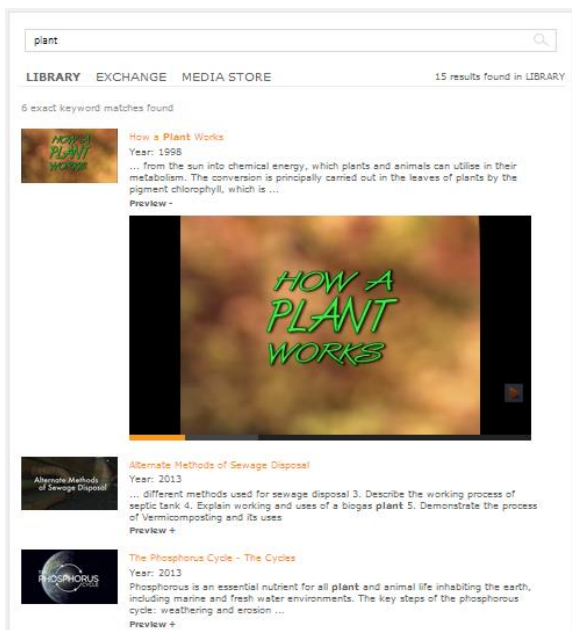 plant
LIBRARY EXCHANGE MEDIA STORE 15 results found in LIBRARY
6 exact keyword matches found
HOW A
PLANT
WORKS
How a Plant Works
Year: 1998
... from the sun into chemical energy, which plants and animals can utilise in their
metabolism. The conversion is principally carried out in the leaves of plants by the
pigment chlorophyll, which is ...
Preview -
HOW A
PLANT
WORKS
Alternate Methods
of Sewage Disposal
Alternate Methods of Sewage Disposal
Year: 2013
... different methods used for sewage disposal 3. Describe the working process of
septic tank 4. Explain working and uses of a biogas plant 5. Demonstrate the process
of Vermicomposting and its uses
Preview +
THE
PHOSPHORUS
CYCLE
The Phosphorus Cycle - The Cycles
Year: 2013
Phosphorus is an essential nutrient for all plant and animal life inhabiting the earth,
including marine and fresh water environments. The key steps of the phosphorous
cycle: weathering and erosion ...
Preview +